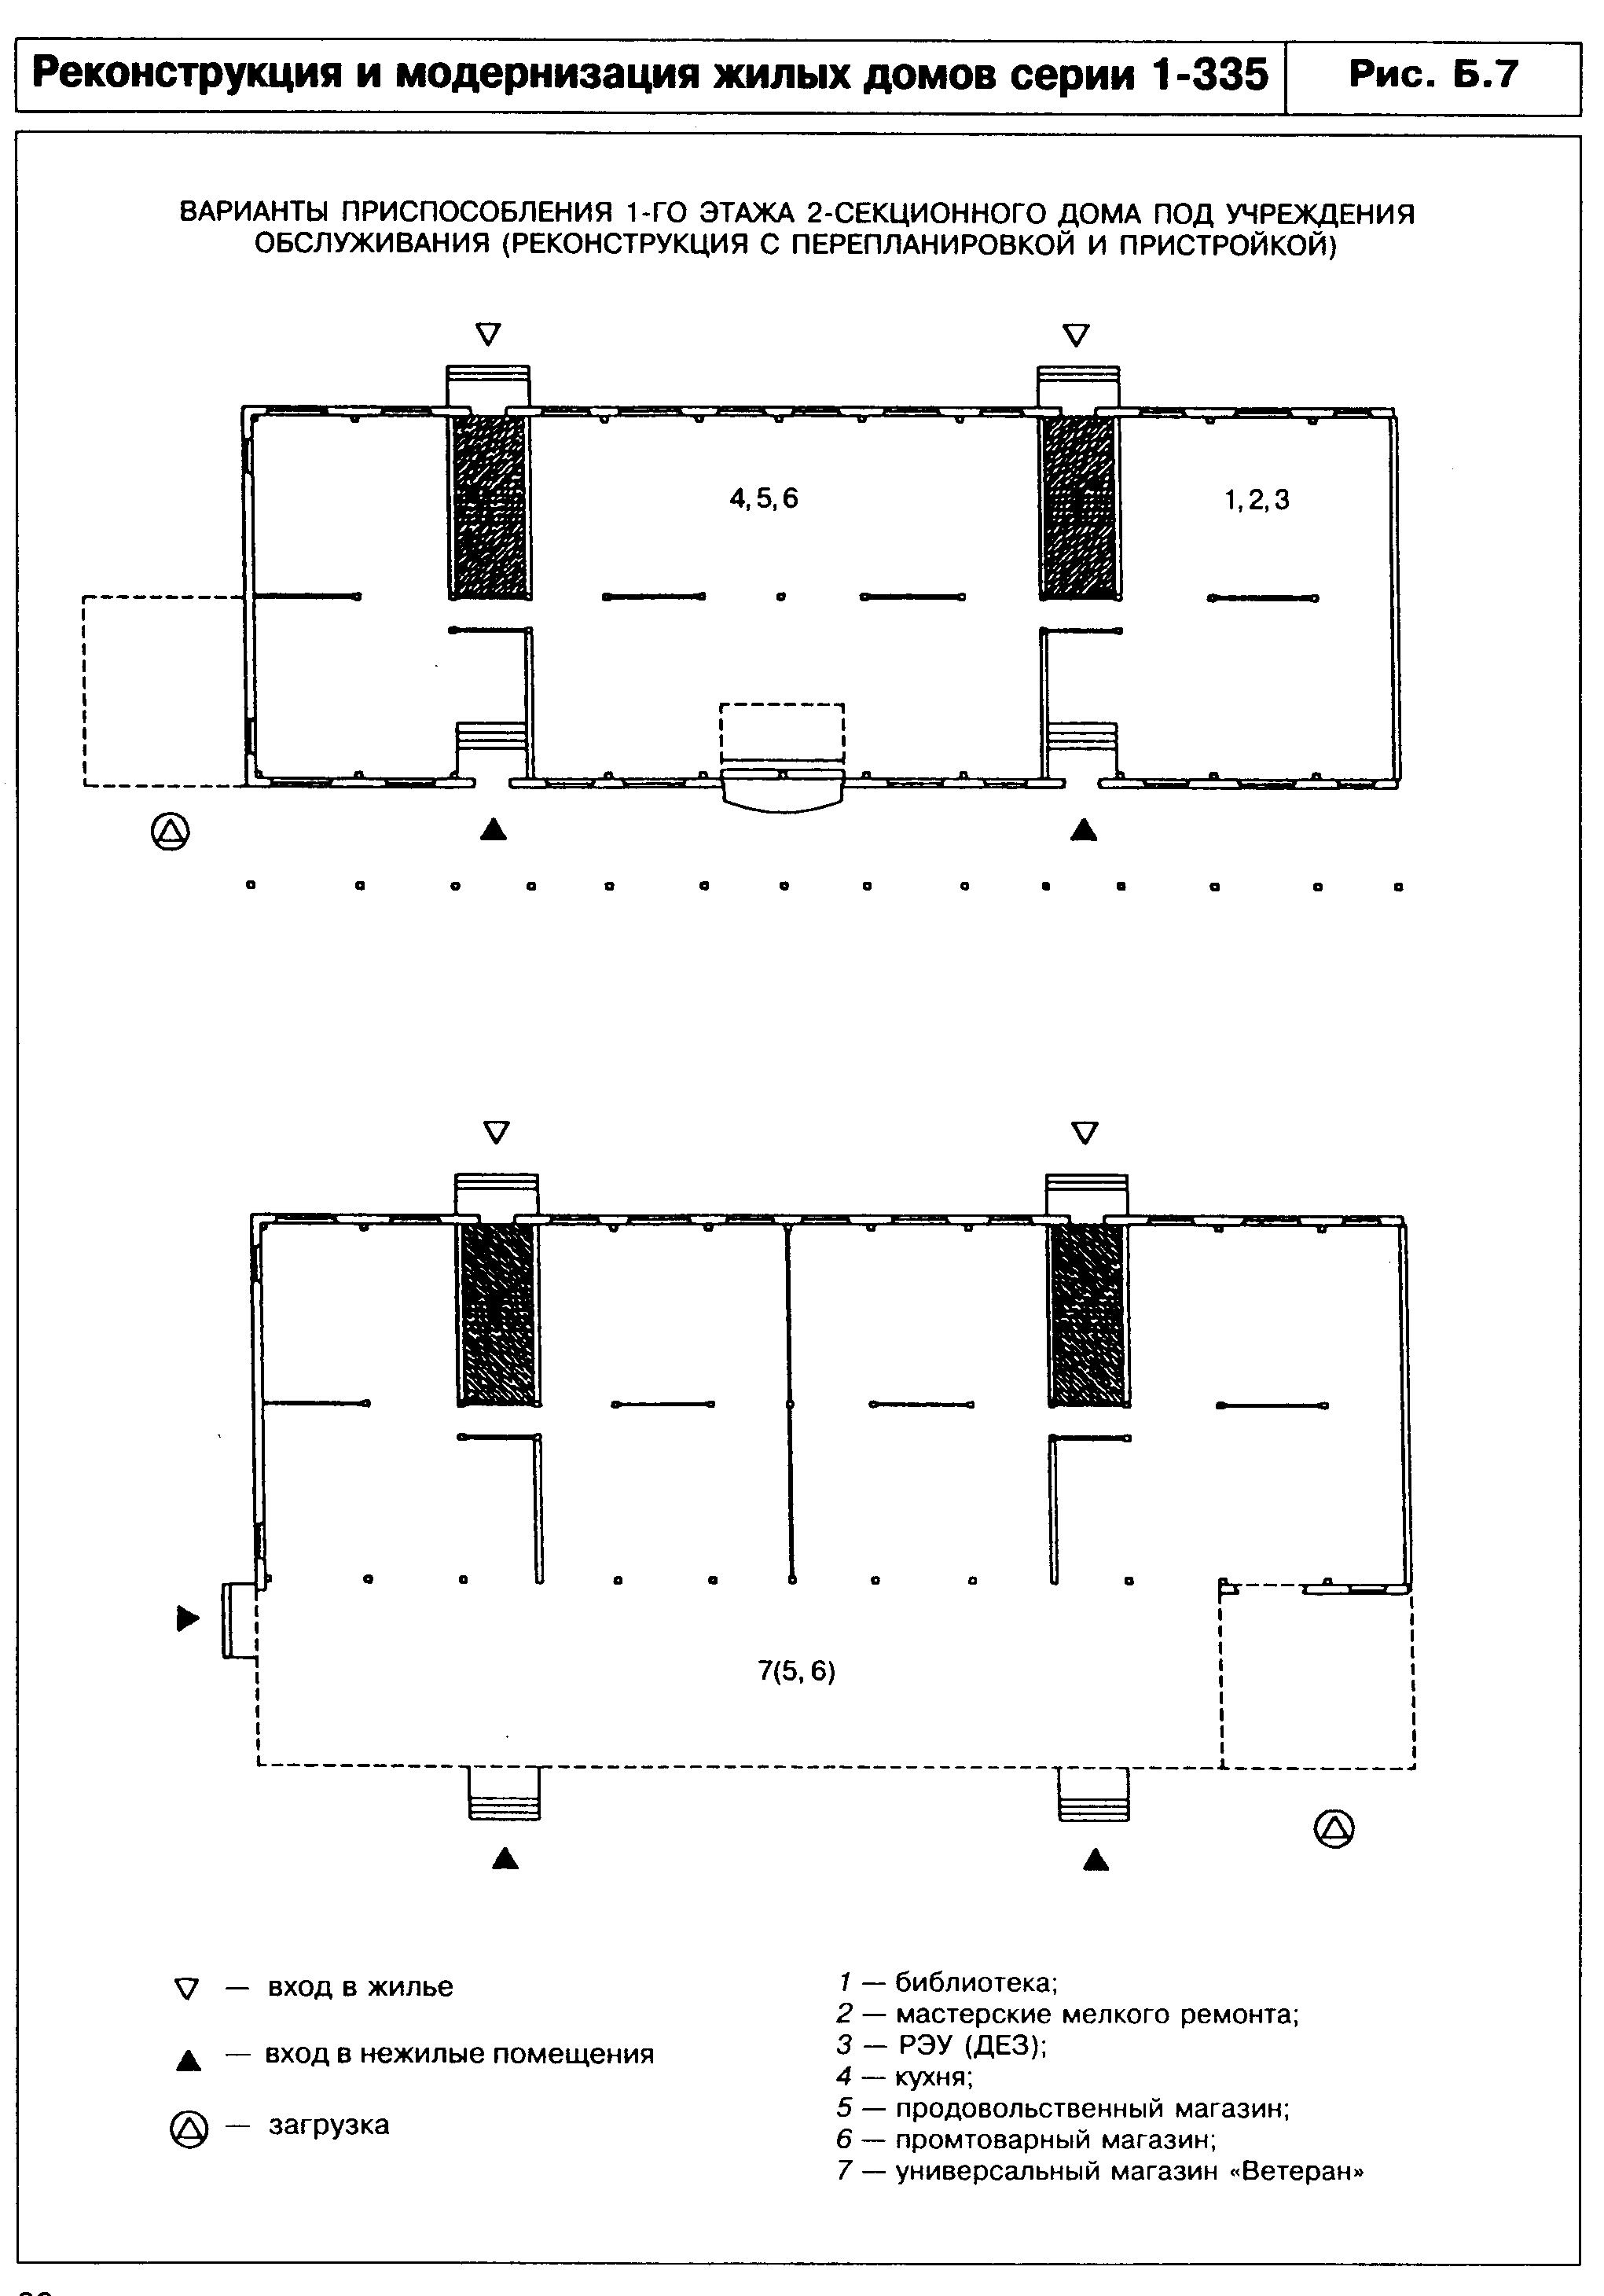 Реконструкция и модернизация жилых домов серии 1-335
Рис. Б.7
ВАРИАНТЫ ПРИСПОСОБЛЕНИЯ 1-ГО ЭТАЖА 2-СЕКЦИОННОГО ДОМА ПОД УЧРЕЖДЕНИЯ
ОБСЛУЖИВАНИЯ (РЕКОНСТРУКЦИЯ С ПЕРЕПЛАНИРОВКОЙ И ПРИСТРОЙКОЙ)
4, 5, 6
1, 2, 3
7(5, 6)
— вход в жилье
— вход в нежилые помещения
— загрузка
1 — библиотека;
2 — мастерские мелкого ремонта;
3 — РЭУ (ДЕЗ);
4 — кухня;
5 — продовольственный магазин;
6 — промтоварный магазин;
7 — универсальный магазин «Ветеран»